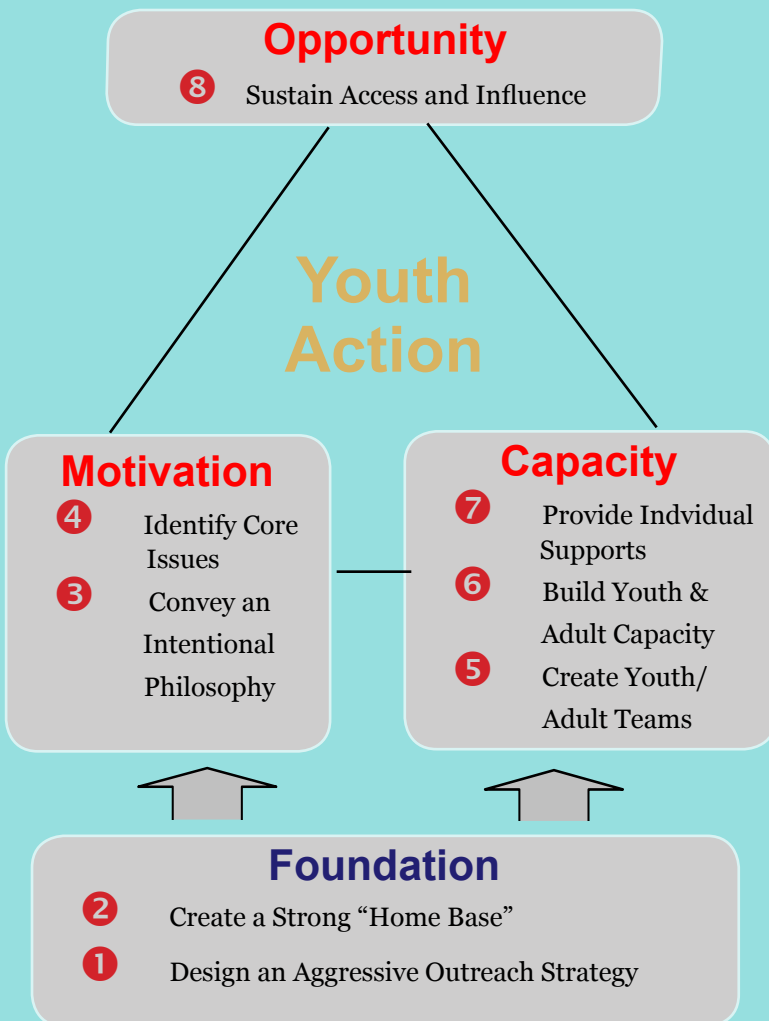 Opportunity
8 Sustain Access and Influence
Youth
Action
Motivation
4 Identify Core
Issues
3 Convey an
Intentional
Philosophy
Capacity
7 Provide Indvidual
Supports
6 Build Youth &
Adult Capacity
5 Create Youth/
Adult Teams
Foundation
2 Create a Strong “Home Base”
1 Design an Aggressive Outreach Strategy